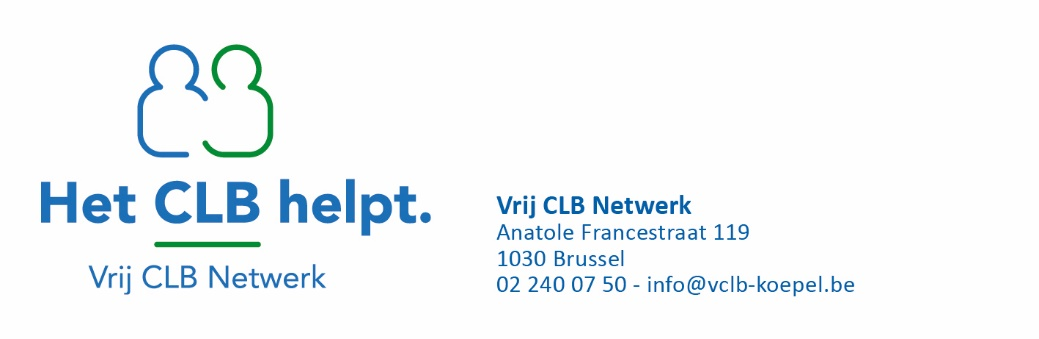 Het CLB helpt.
Vrij CLB Netwerk
Vrij CLB Netwerk
Anatole Francestraat 119
1030 Brussel
02 240 07 50 - info@vclb-koepel.be